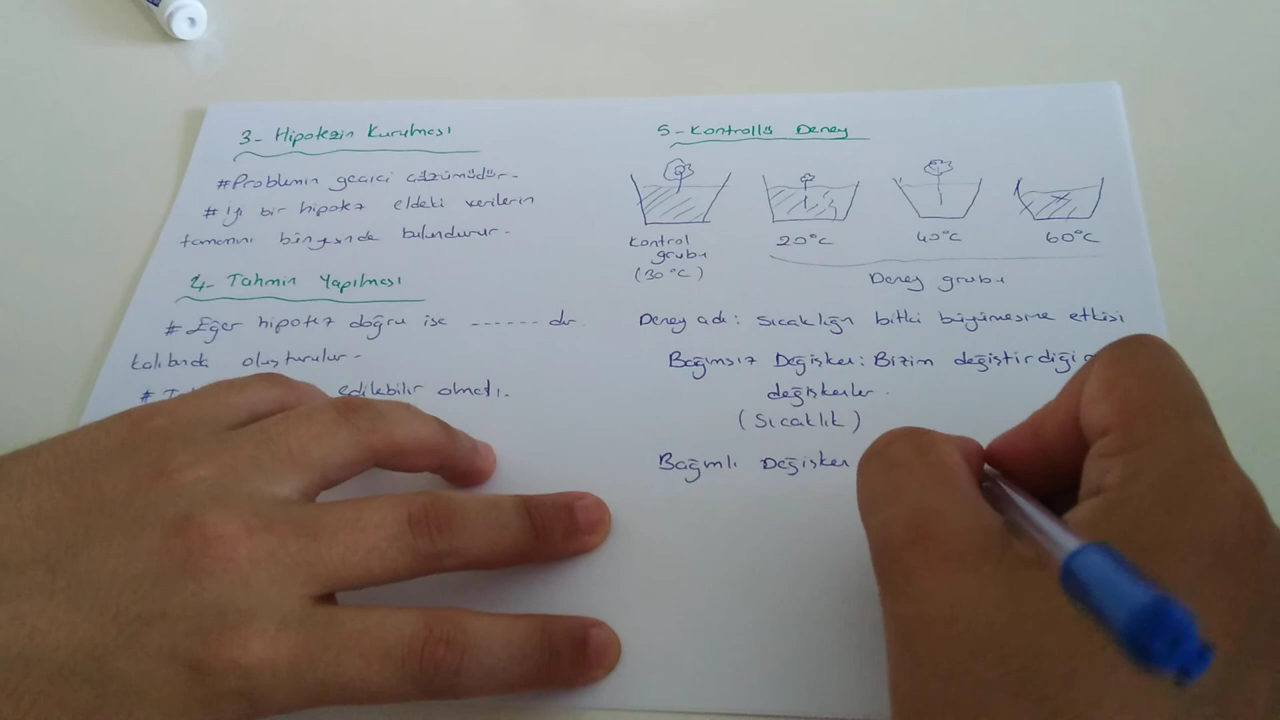 3- Hipotezin Kurulması
#Problemin geçici çözümüdür.
# İyi bir hipotez eldeki verilerin
tamamını bünyesinde bulundurur.
4- Tahmin Yapılması
# Eğer hipotez doğru ise ------ dır
kalıbında oluşturulur.
# edilebilir olmalı.
5- Kontrollü Deney
Kontrol
grubu
(30°C)
20°C
40°C
60°C
Deney grubu
Deney adı: Sıcaklığın bitki büyümesine etkisi
Bağımsız Değişken: Bizim değiştirdiği
değişkenler.
(Sıcaklık)
Bağımlı Değişken